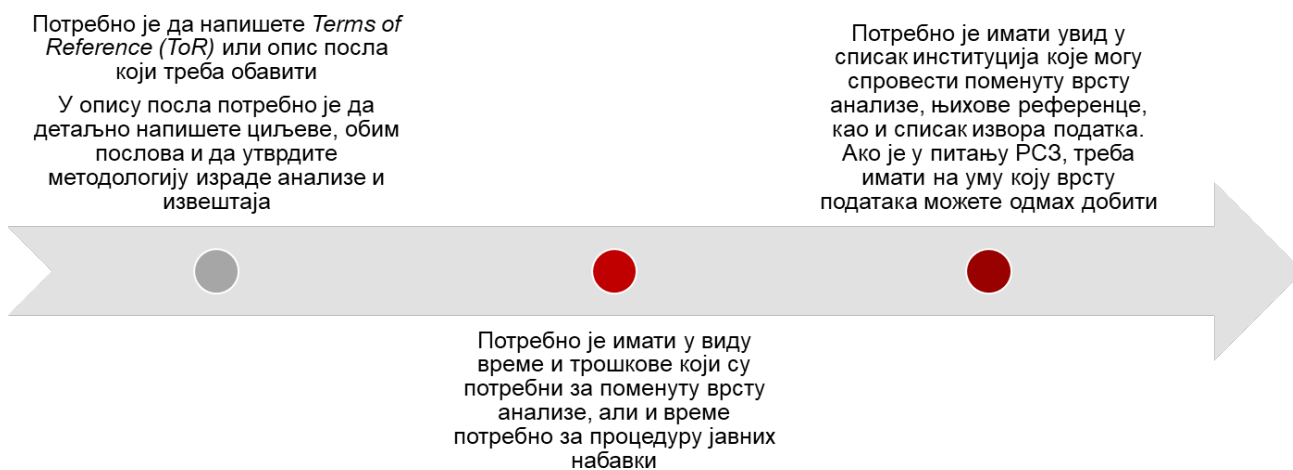 Потребно је да напишете Terms of
Reference (ToR) или опис посла
који треба обавити
У опису посла потребно је да
детаљно напишете циљеве, обим
послова и да утврдите
методологију израде анализе и
извештаја
Потребно је имати у виду
време и трошкове који су
потребни за поменуту врсту
анализе, али и време
потребно за процедуру јавних
набавки
Потребно је имати увид у
списак институција које могу
спровести поменуту врсту
анализе, њихове референце,
као и списак извора податка.
Ако је у питању РСЗ, треба
имати на уму коју врсту
података можете одмах добити